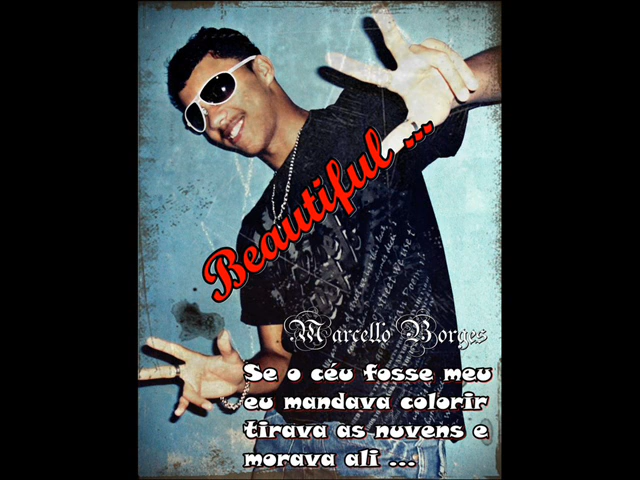 Beautiful ...
Marcello Borges
Se o céu fosse meu
eu mandava colorir
tirava as nuvens e
morava ali ...